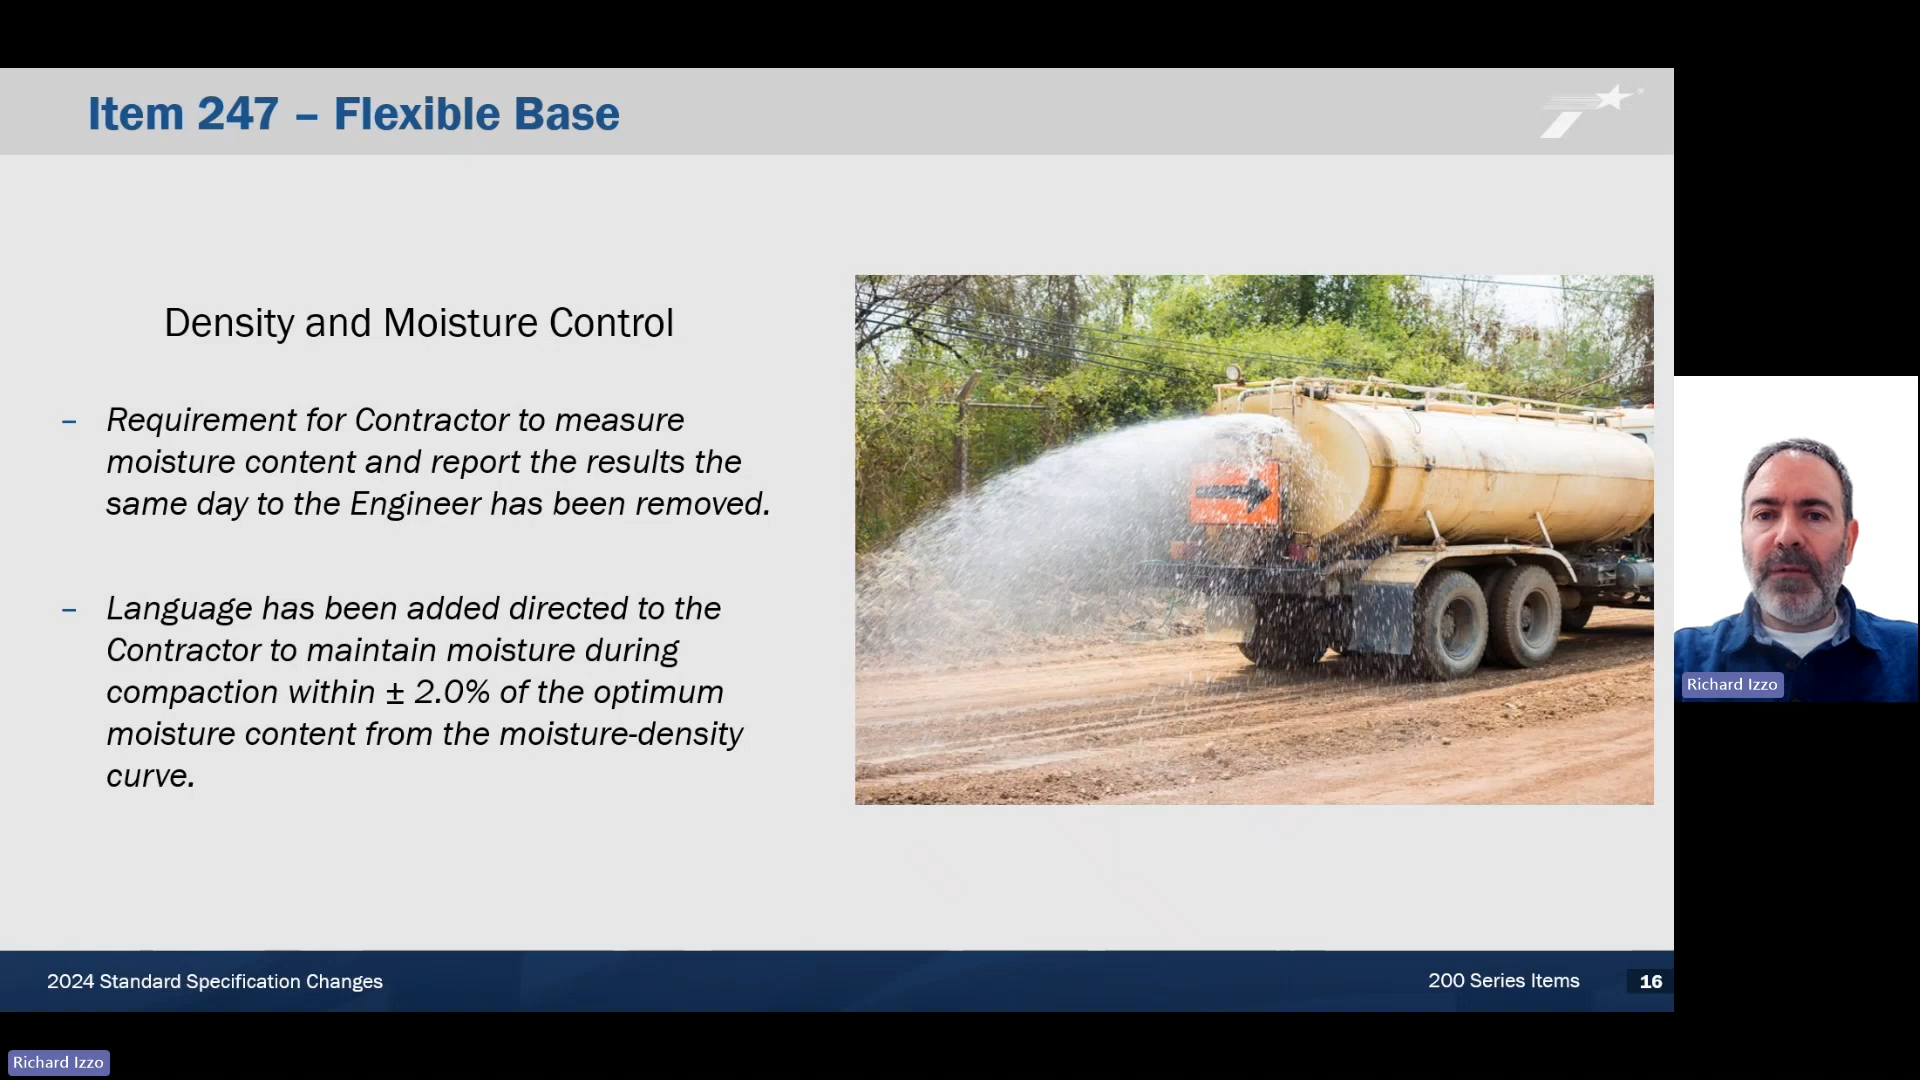 Item 247 – Flexible Base
Density and Moisture Control
– Requirement for Contractor to measure
moisture content and report the results the
same day to the Engineer has been removed.
– Language has been added directed to the
Contractor to maintain moisture during
compaction within ± 2.0% of the optimum
moisture content from the moisture-density
curve.
Richard Izzo
2024 Standard Specification Changes
200 Series Items
16
Richard Izzo